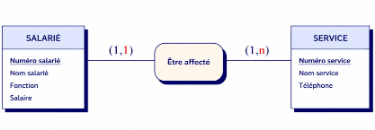 SALARIÉ
Numéro salarié
Nom salarié
Fonction
Salaire
(1,1)
Être affecté
(1,n)
SERVICE
Numéro service
Nom service
Téléphone